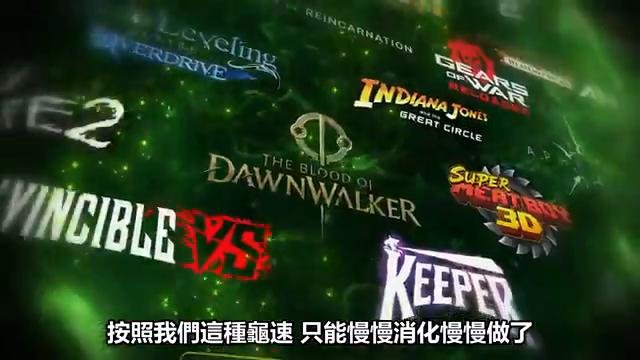 REINCARNATION
Leveling
OVERDRIVE
GEARS
OF WAR
RELOADED
INDIANA JONES
and the
GREAT CIRCLE
2
THE BLOOD OF
DAWNWALKER
SUPER
MEAT BOY
3D
INVINCIBLE VS
KEEPER
按照我們這種龜速 只能慢慢消化慢慢做了